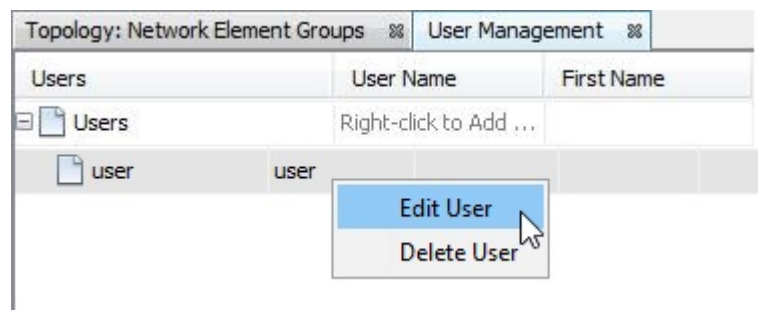 Topology: Network Element Groups User Management
Users User Name First Name
Users Right-click to Add ...
user user
Edit User
Delete User